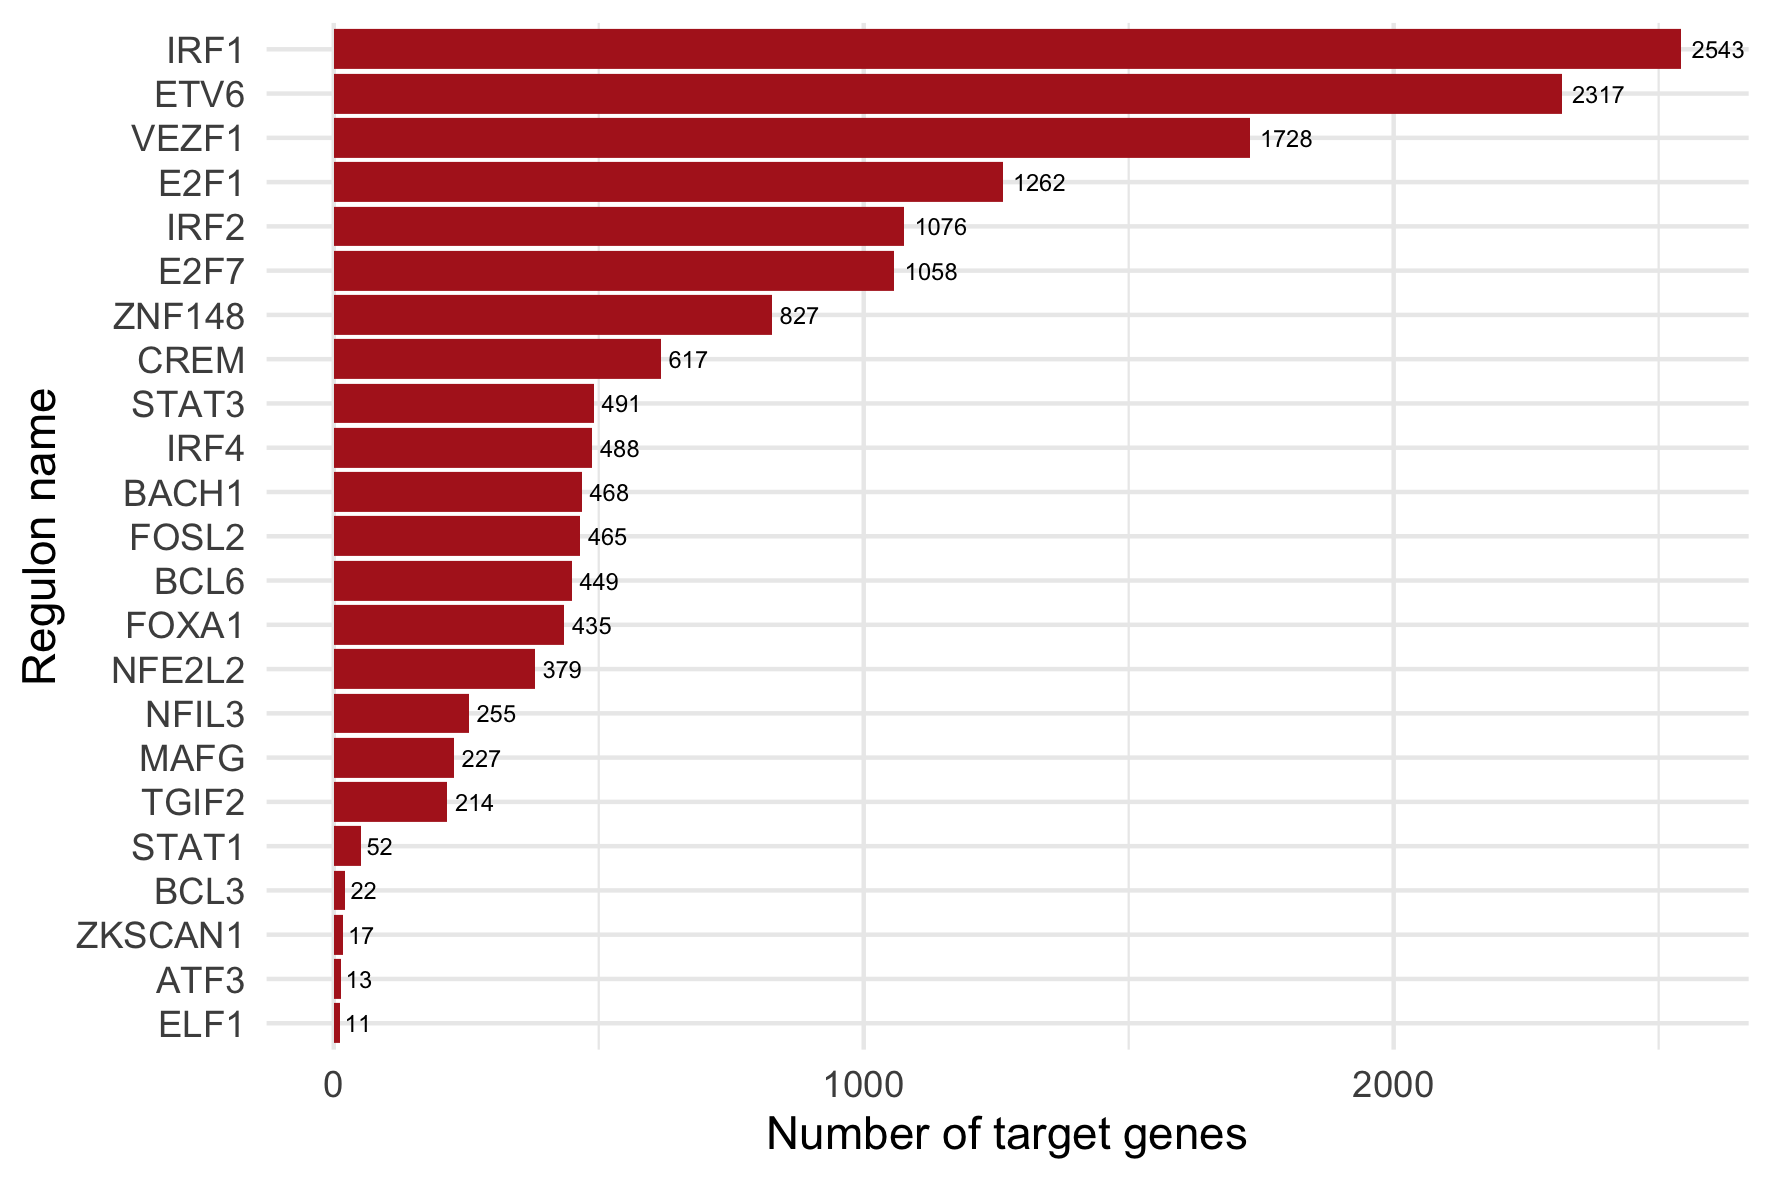 IRF1 2543
ETV6 2317
VEZF1 1728
E2F1 1262
IRF2 1076
E2F7 1058
ZNF148 827
CREM 617
STAT3 491
IRF4 488
BACH1 468
FOSL2 465
BCL6 449
FOXA1 435
NFE2L2 379
NFIL3 255
MAFG 227
TGIF2 214
STAT1 52
BCL3 22
ZKSCAN1 17
ATF3 13
ELF1 11
Regulon name
0 1000 2000
Number of target genes